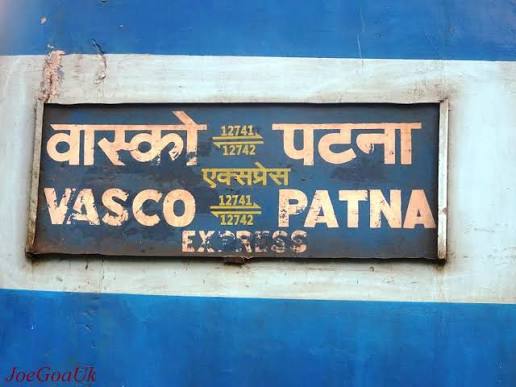 वास्को 12741 पटना
12742
एक्सप्रेस
VASCO 12741 PATNA
12742
EXPRESS
JoeGoaUk